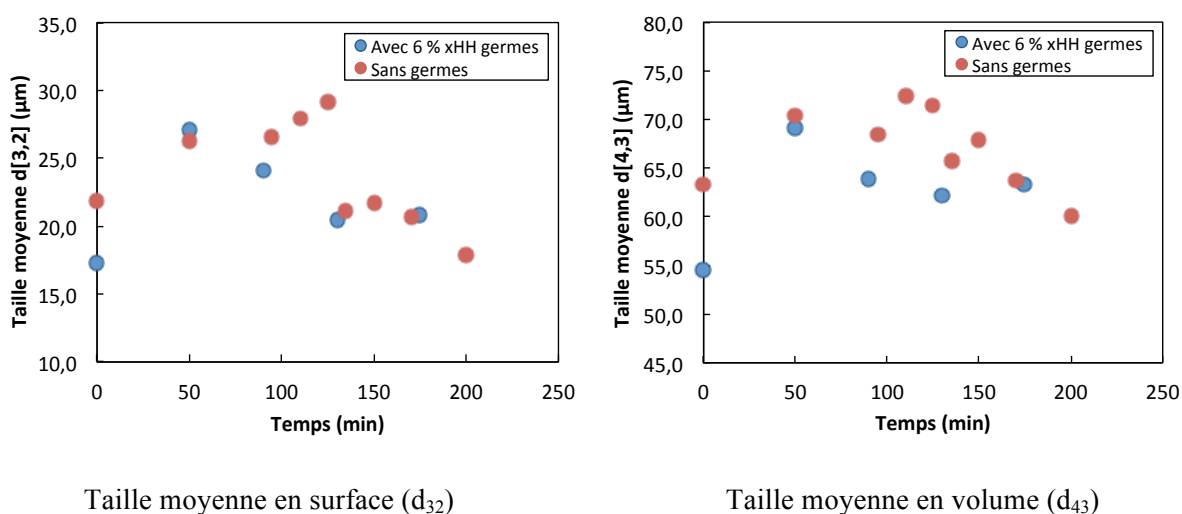 35,0
30,0
25,0
20,0
15,0
10,0
0 50 100 150 200 250
Taille moyenne d[3,2] (μm)
Temps (min)
Avec 6 % xHH germes
Sans germes
80,0
75,0
70,0
65,0
60,0
55,0
50,0
45,0
0 50 100 150 200 250
Taille moyenne d[4,3] (μm)
Temps (min)
Avec 6 % xHH germes
Sans germes
Taille moyenne en surface (d32)
Taille moyenne en volume (d43)